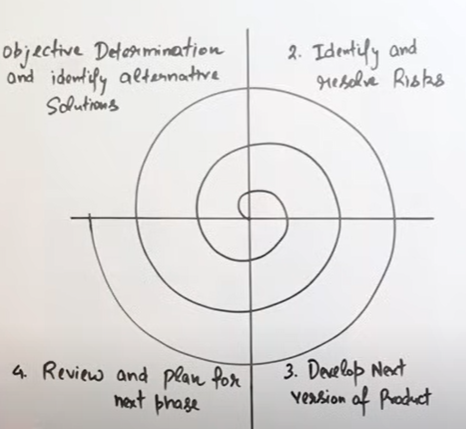 objective Determination
and identify alternative
Solutions
2. Identify and
resolve Risks
4. Review and plan for
next phase
3. Develop Next
version of Product